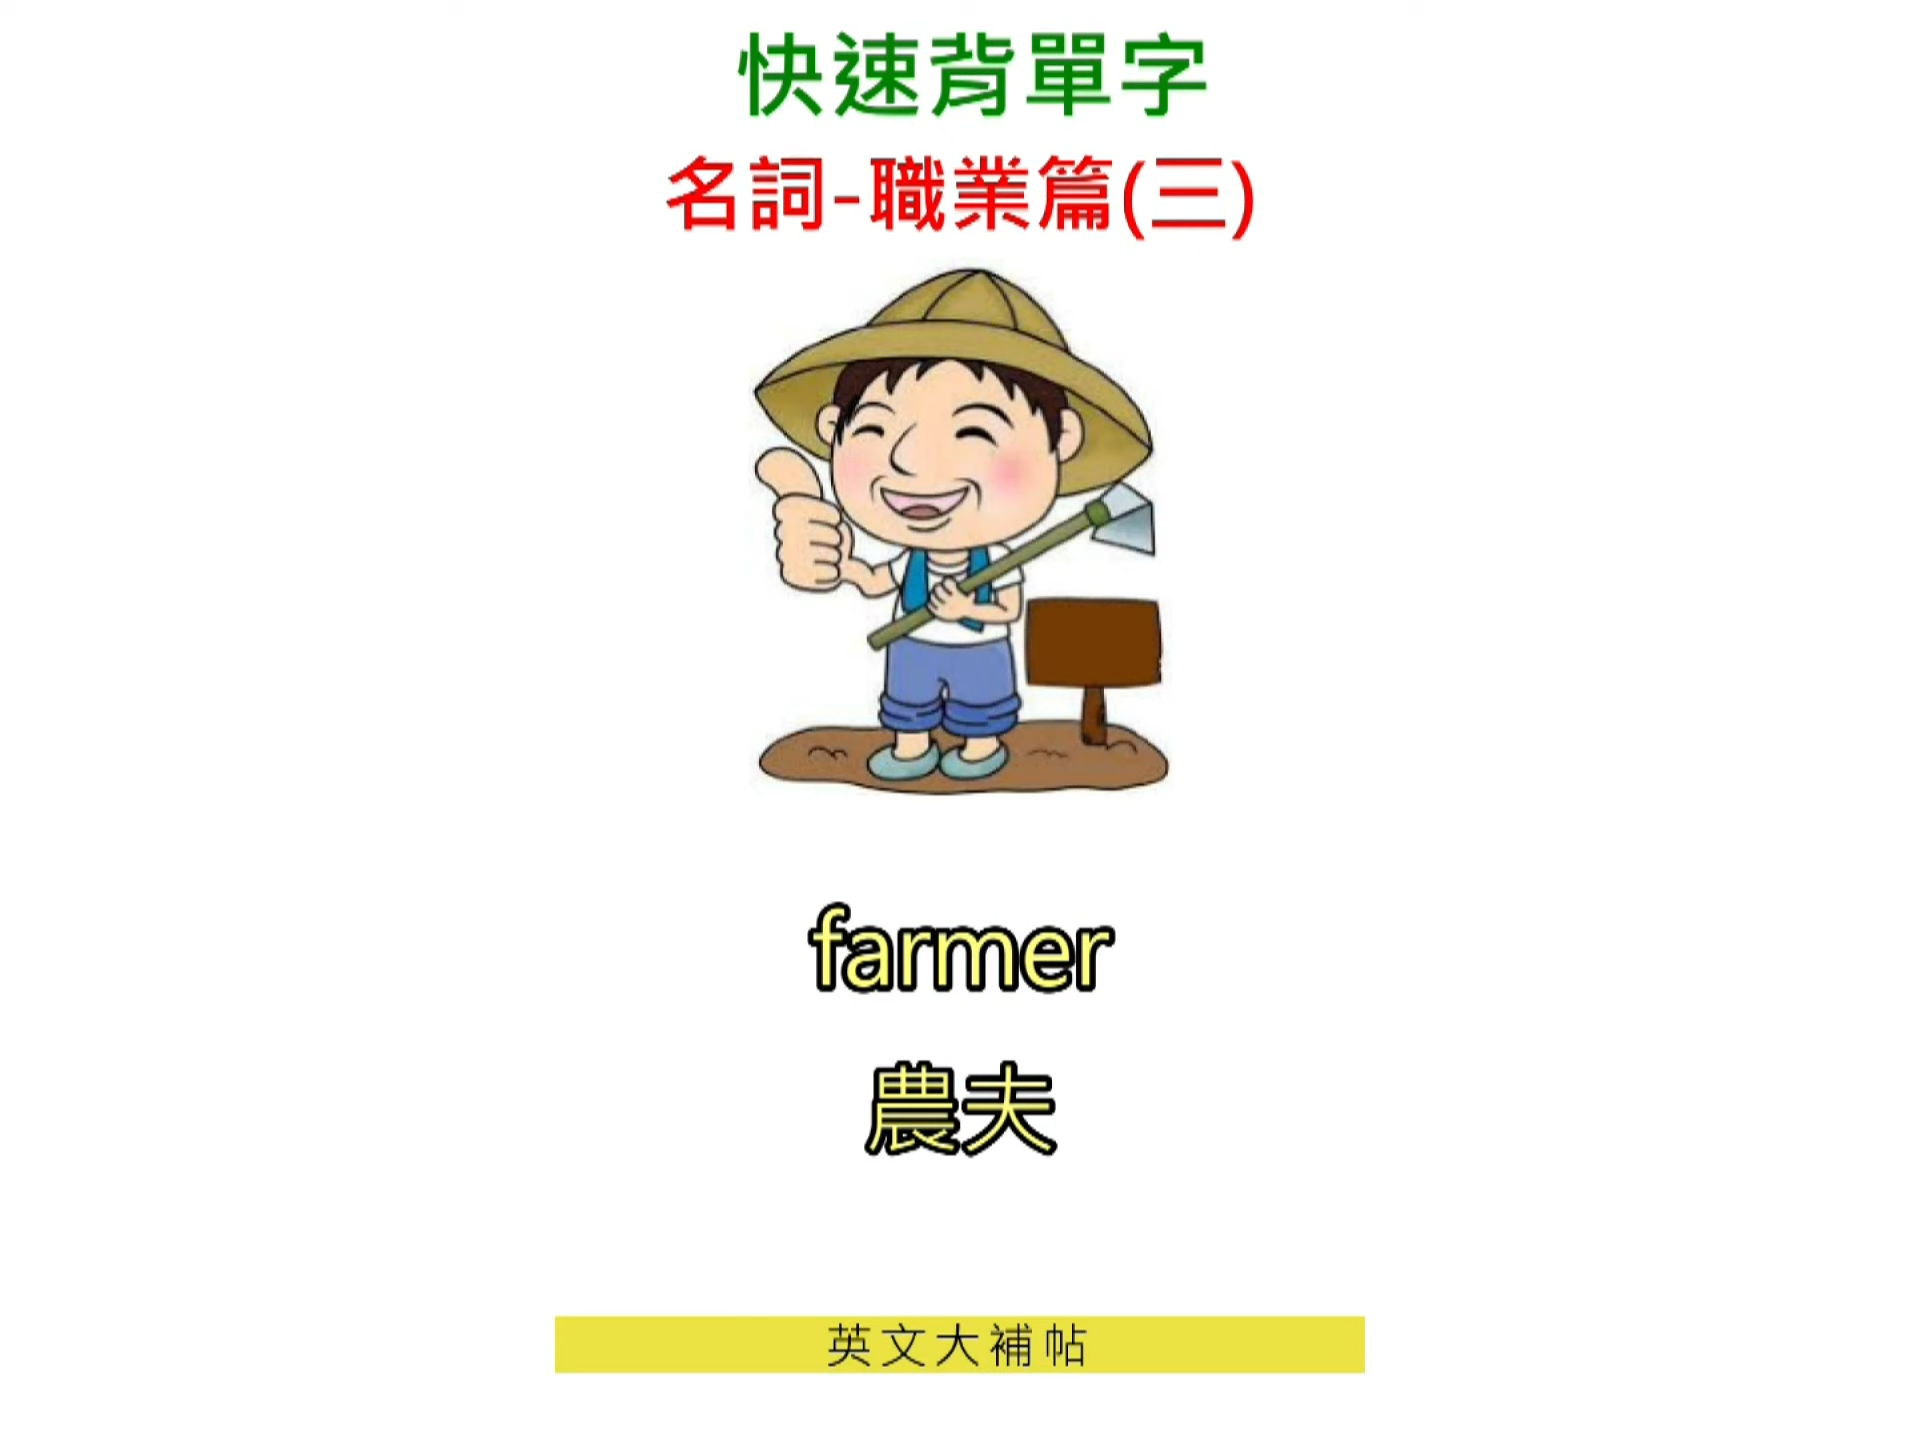 快速背單字
名詞-職業篇(三)
farmer
農夫
英文大補帖